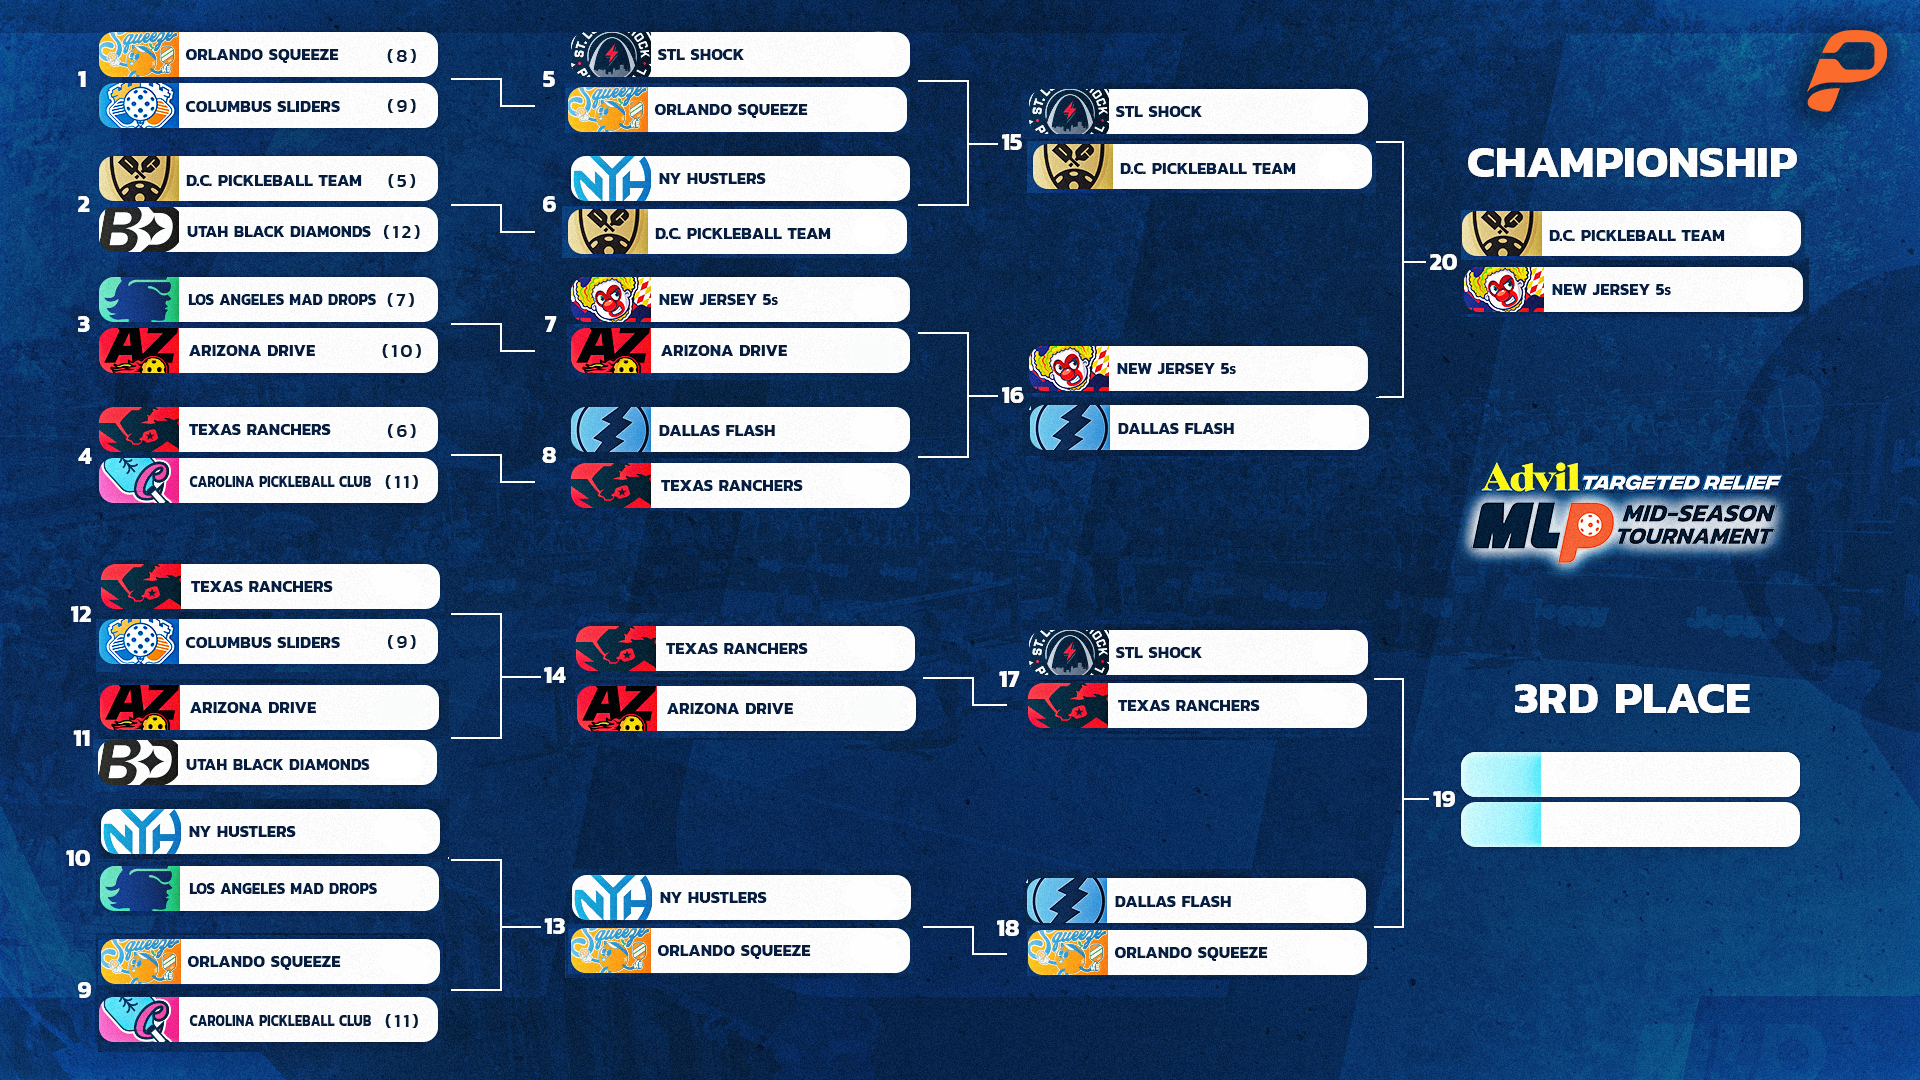 1
ORLANDO SQUEEZE (8)
COLUMBUS SLIDERS (9)
2
D.C. PICKLEBALL TEAM (5)
UTAH BLACK DIAMONDS (12)
3
LOS ANGELES MAD DROPS (7)
ARIZONA DRIVE (10)
4
TEXAS RANCHERS (6)
CAROLINA PICKLEBALL CLUB (11)
5
STL SHOCK
ORLANDO SQUEEZE
6
NY HUSTLERS
D.C. PICKLEBALL TEAM
7
NEW JERSEY 5s
ARIZONA DRIVE
8
DALLAS FLASH
TEXAS RANCHERS
15
STL SHOCK
D.C. PICKLEBALL TEAM
16
NEW JERSEY 5s
DALLAS FLASH
CHAMPIONSHIP
20
D.C. PICKLEBALL TEAM
NEW JERSEY 5s
Advil TARGETED RELIEF
MLP MID-SEASON
TOURNAMENT
12
TEXAS RANCHERS
COLUMBUS SLIDERS (9)
11
ARIZONA DRIVE
UTAH BLACK DIAMONDS
10
NY HUSTLERS
LOS ANGELES MAD DROPS
9
ORLANDO SQUEEZE
CAROLINA PICKLEBALL CLUB (11)
14
TEXAS RANCHERS
ARIZONA DRIVE
13
NY HUSTLERS
ORLANDO SQUEEZE
17
STL SHOCK
TEXAS RANCHERS
18
DALLAS FLASH
ORLANDO SQUEEZE
3RD PLACE
19